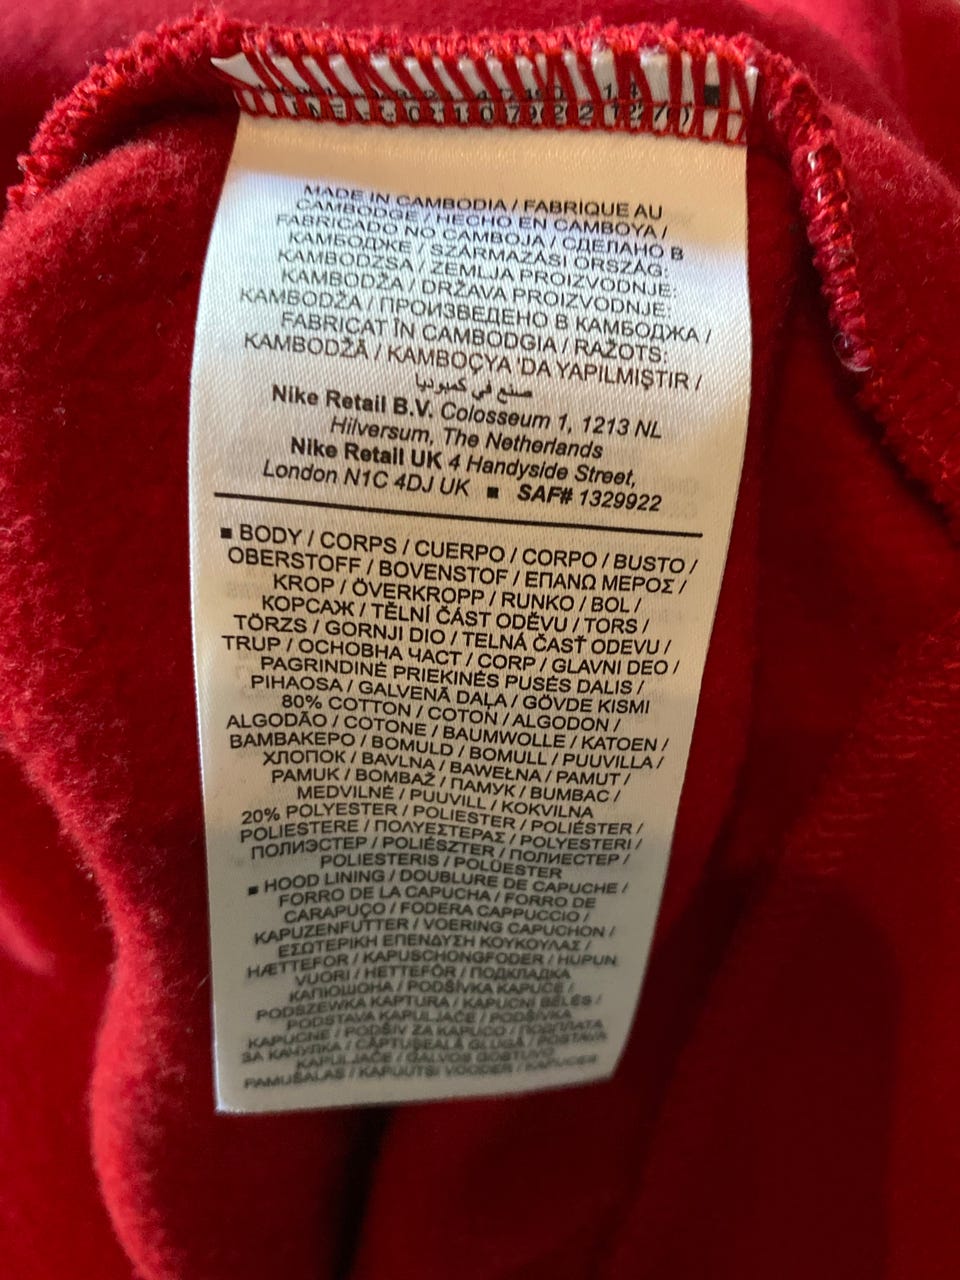 MADE IN CAMBODIA / FABRIQUE AU
CAMBODGE / HECHO EN CAMBOYA /
FABRICADO NO CAMBOJA / СДЕЛАНО В
КАМБОДЖЕ / SZÁRMAZÁSI ORSZÁG:
KAMBODZSA / ZEMLJA PROIZVODNJE:
KAMBODŽA / DRŽAVA PROIZVODNJE:
KAMBODŽA / ПРОИЗВЕДЕНО В КАМБОДЖА /
FABRICAT ÎN CAMBODGIA / RAŽOTS:
KAMBODŽĀ / KAMBOÇYA 'DA YAPILMIŞTIR /
صنع في كمبوديا
Nike Retail B.V. Colosseum 1, 1213 NL
Hilversum, The Netherlands
Nike Retail UK 4 Handyside Street,
London N1C 4DJ UK ■ SAF# 1329922
■ BODY / CORPS / CUERPO / CORPO / BUSTO /
OBERSTOFF / BOVENSTOF / ΕΠΑΝΩ ΜΕΡΟΣ /
KROP / ÖVERKROPP / RUNKO / BOL /
КОРСАЖ / TĚLNÍ ČÁST ODĚVU / TORS /
TÖRZS / GORNJI DIO / TELNÁ ČASŤ ODEVU /
TRUP / ОСНОВНА ЧАСТ / CORP / GLAVNI DEO /
PAGRINDINĖ PRIEKINĖS PUSĖS DALIS /
PIHAOSA / GALVENĀ DAĻA / GÖVDE KISMI
80% COTTON / COTON / ALGODON /
ALGODÃO / COTONE / BAUMWOLLE / KATOEN /
ΒΑΜΒΑΚΕΡΟ / BOMULD / BOMULL / PUUVILLA /
ХЛОПОК / BAVLNA / BAWEŁNA / PAMUT /
PAMUK / BOMBAŽ / ПАМУК / BUMBAC /
MEDVILNĖ / PUUVILL / KOKVILNA
20% POLYESTER / POLIESTER / POLIÉSTER /
POLIESTERE / ΠΟΛΥΕΣΤΕΡΑΣ / POLYESTERI /
ПОЛИЭСТЕР / POLIÉSZTER / ПОЛИЕСТЕР /
POLIESTERIS / POLÜESTER
■ HOOD LINING / DOUBLURE DE CAPUCHE /
FORRO DE LA CAPUCHA / FORRO DE
CARAPUÇO / FODERA CAPPUCCIO /
KAPUZENFUTTER / VOERING CAPUCHON /
ΕΣΩΤΕΡΙΚΗ ΕΠΕΝΔΥΣΗ ΚΟΥΚΟΥΛΑΣ /
HÆTTEFOR / KAPUSCHONGFODER / HUPUN
VUORI / HETTEFÔR / ПОДКЛАДКА
КАПЮШОНА / PODŠÍVKA KAPUCE /
PODSZEWKA KAPTURA / KAPUCNI BÉLÉS /
PODSTAVA KAPULJAČE / PODŠÍVKA
KAPUCNE / PODŠIV ZA KAPUCO / ПОДПЛАТА
ЗА КАЧУЛКА / CĂPTUŞEALĂ GLUGĂ / POSTAVA
KAPULJAČE / GALVOS GOBTUVO
PAMUŠALAS / KAPUUTSI VOODER / KAPUCES